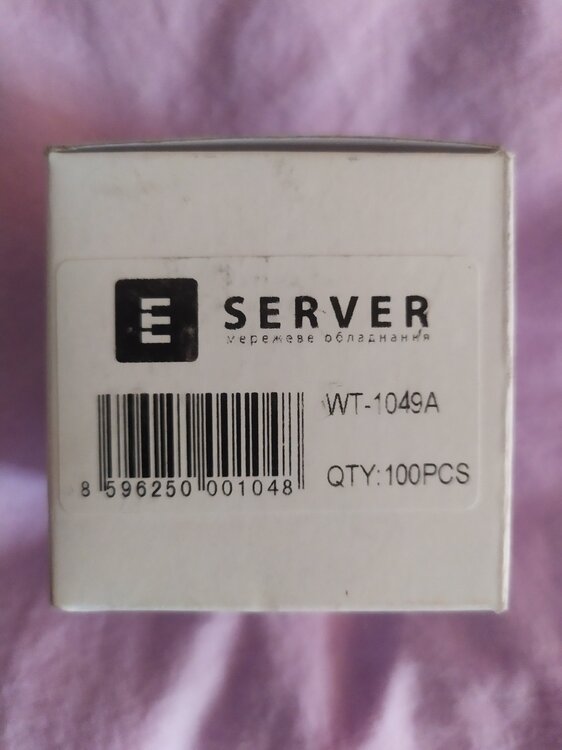 E SERVER
мережеве обладнання
WT-1049A
QTY:100PCS
8 596250 001048